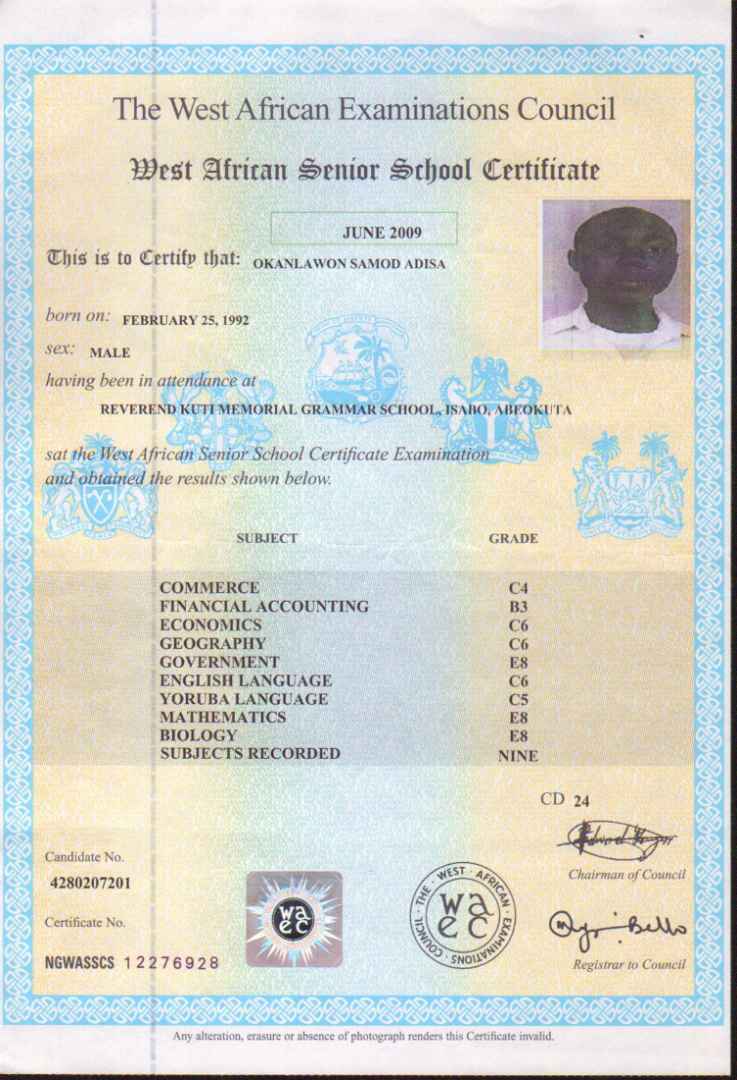 The West African Examinations Council
West African Senior School Certificate
JUNE 2009
This is to Certify that: OKANLAWON SAMOD ADISA
born on: FEBRUARY 25, 1992
sex: MALE
having been in attendance at
REVEREND KUTI MEMORIAL GRAMMAR SCHOOL, ISABO, ABEOKUTA
sat the West African Senior School Certificate Examination
and obtained the results shown below.
SUBJECT GRADE
COMMERCE C4
FINANCIAL ACCOUNTING B3
ECONOMICS C6
GEOGRAPHY C6
GOVERNMENT E8
ENGLISH LANGUAGE C6
YORUBA LANGUAGE C5
MATHEMATICS E8
BIOLOGY E8
SUBJECTS RECORDED NINE
CD 24
Chairman of Council
Candidate No.
4280207201
Certificate No.
NGWASSCS 12276928
waec
THE · WEST · AFRICAN · EXAMINATIONS · COUNCIL
waec
Bello
Registrar to Council
Any alteration, erasure or absence of photograph renders this Certificate invalid.